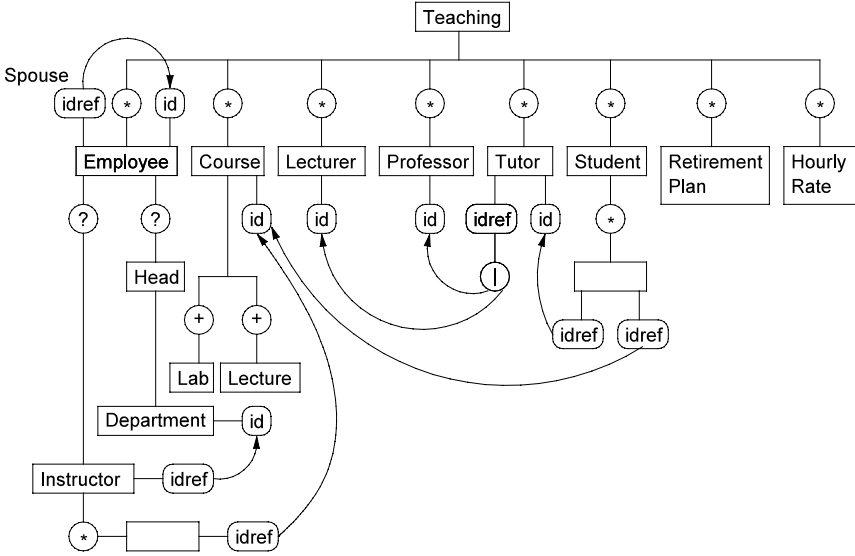 Teaching
Spouse
idref
*
id
*
*
*
*
*
*
*
Employee
Course
Lecturer
Professor
Tutor
Student
Retirement
Plan
Hourly
Rate
?
?
id
id
id
idref
id
*
Head
|
+
+
idref
idref
Lab
Lecture
Department
id
Instructor
idref
*
idref